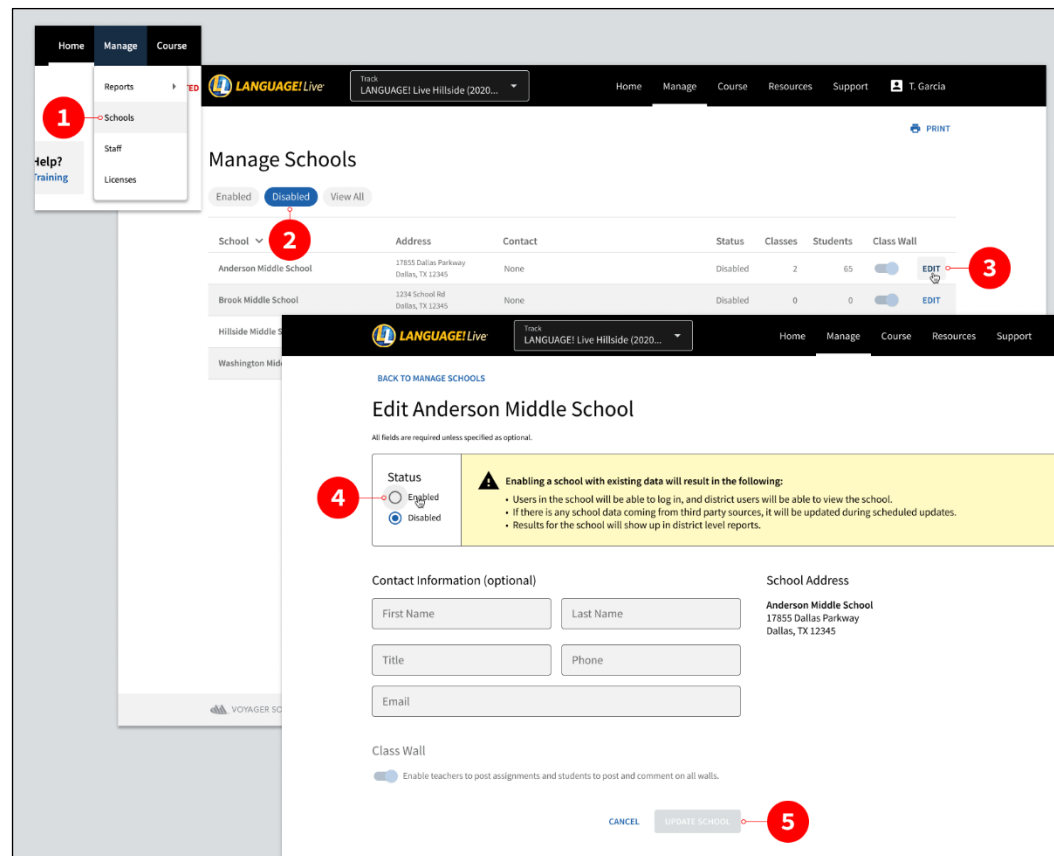 Home Manage Course
Reports
1
Schools
Staff
Licenses
Help?
Training
TED
LANGUAGE! Live
Track
LANGUAGE! Live Hillside (2020...
Home Manage Course Resources Support T. Garcia
PRINT
Manage Schools
Enabled Disabled View All
2
School Address Contact Status Classes Students Class Wall
Anderson Middle School 17855 Dallas Parkway
Dallas, TX 12345 None Disabled 2 65 EDIT
3
Brook Middle School 1234 School Rd
Dallas, TX 12345 None Disabled 0 0 EDIT
Hillside Middle S
Washington Mid
VOYAGER SO
LANGUAGE! Live
Track
LANGUAGE! Live Hillside (2020...
Home Manage Course Resources Support
BACK TO MANAGE SCHOOLS
Edit Anderson Middle School
All fields are required unless specified as optional.
Status
4
Enabled
Disabled
Enabling a school with existing data will result in the following:
• Users in the school will be able to log in, and district users will be able to view the school.
• If there is any school data coming from third party sources, it will be updated during scheduled updates.
• Results for the school will show up in district level reports.
Contact Information (optional)
First Name Last Name
Title Phone
Email
School Address
Anderson Middle School
17855 Dallas Parkway
Dallas, TX 12345
Class Wall
Enable teachers to post assignments and students to post and comment on all walls.
CANCEL UPDATE SCHOOL
5